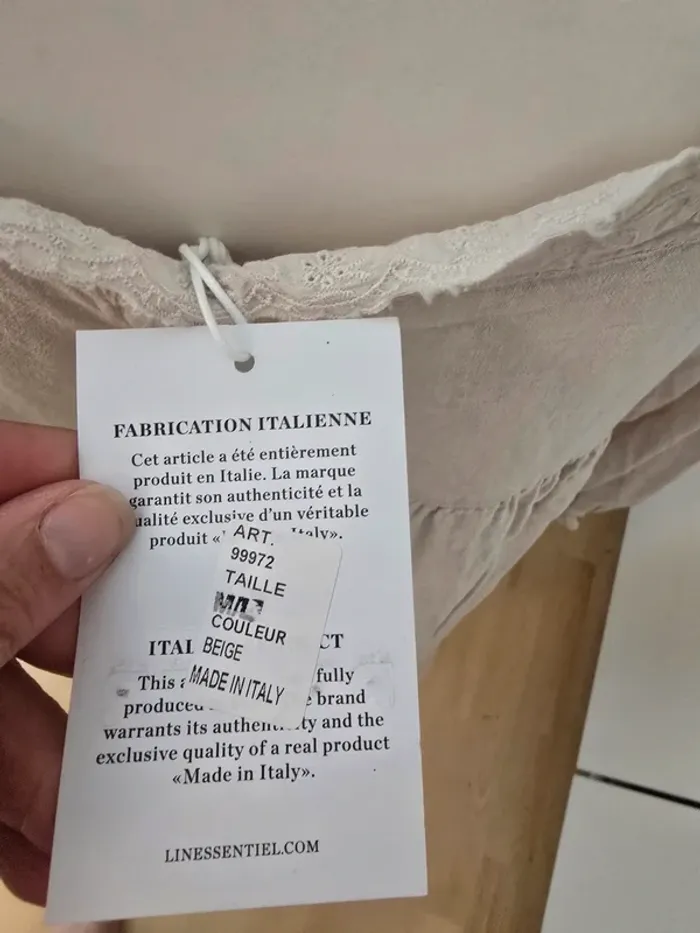 FABRICATION ITALIENNE
Cet article a été entièrement
produit en Italie. La marque
garantit son authenticité et la
qualité exclusive d'un véritable
produit « Italy».
ART.
99972
TAILLE
M/L
COULEUR
BEIGE
MADE IN ITALY
This fully
produced brand
warrants its authenticity and the
exclusive quality of a real product
«Made in Italy».
LINESSENTIEL.COM